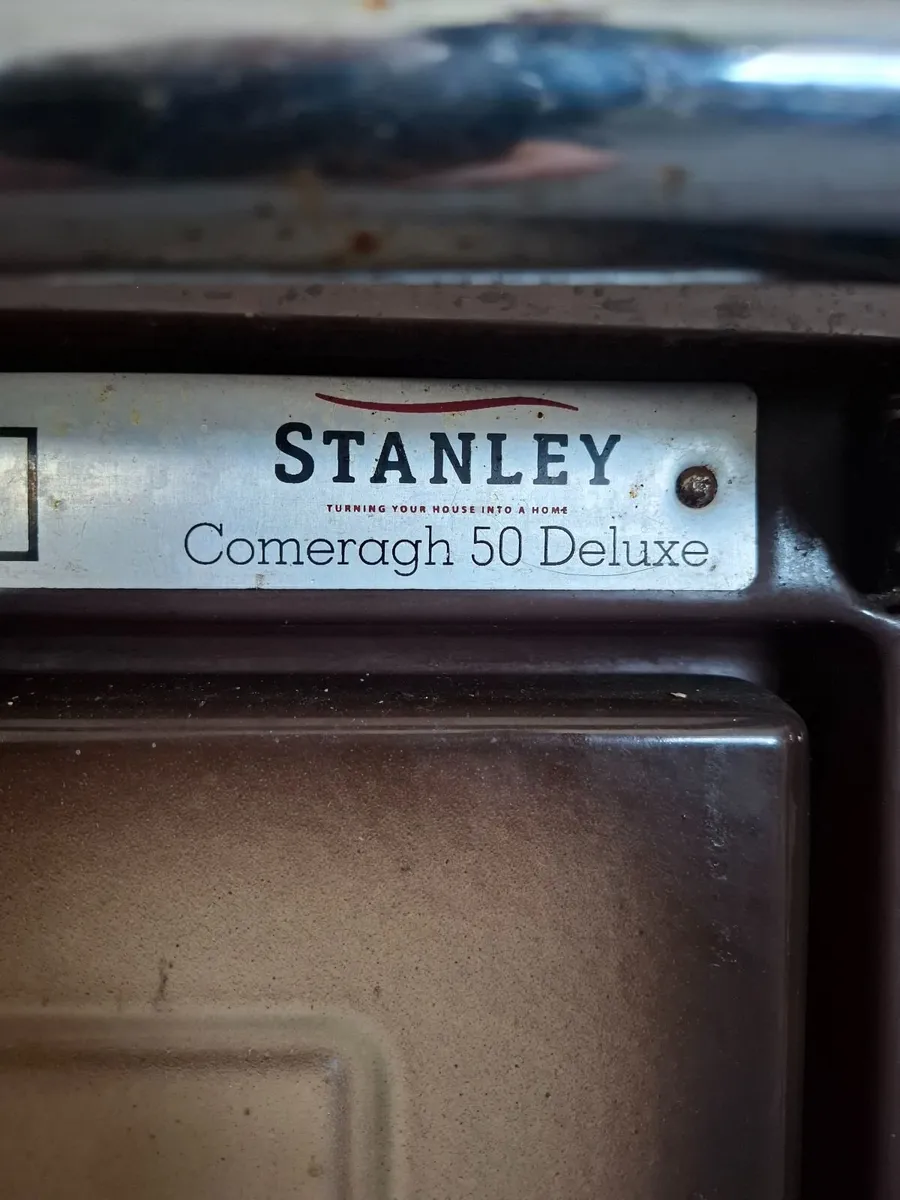 STANLEY
TURNING YOUR HOUSE INTO A HOME
Comeragh 50 Deluxe